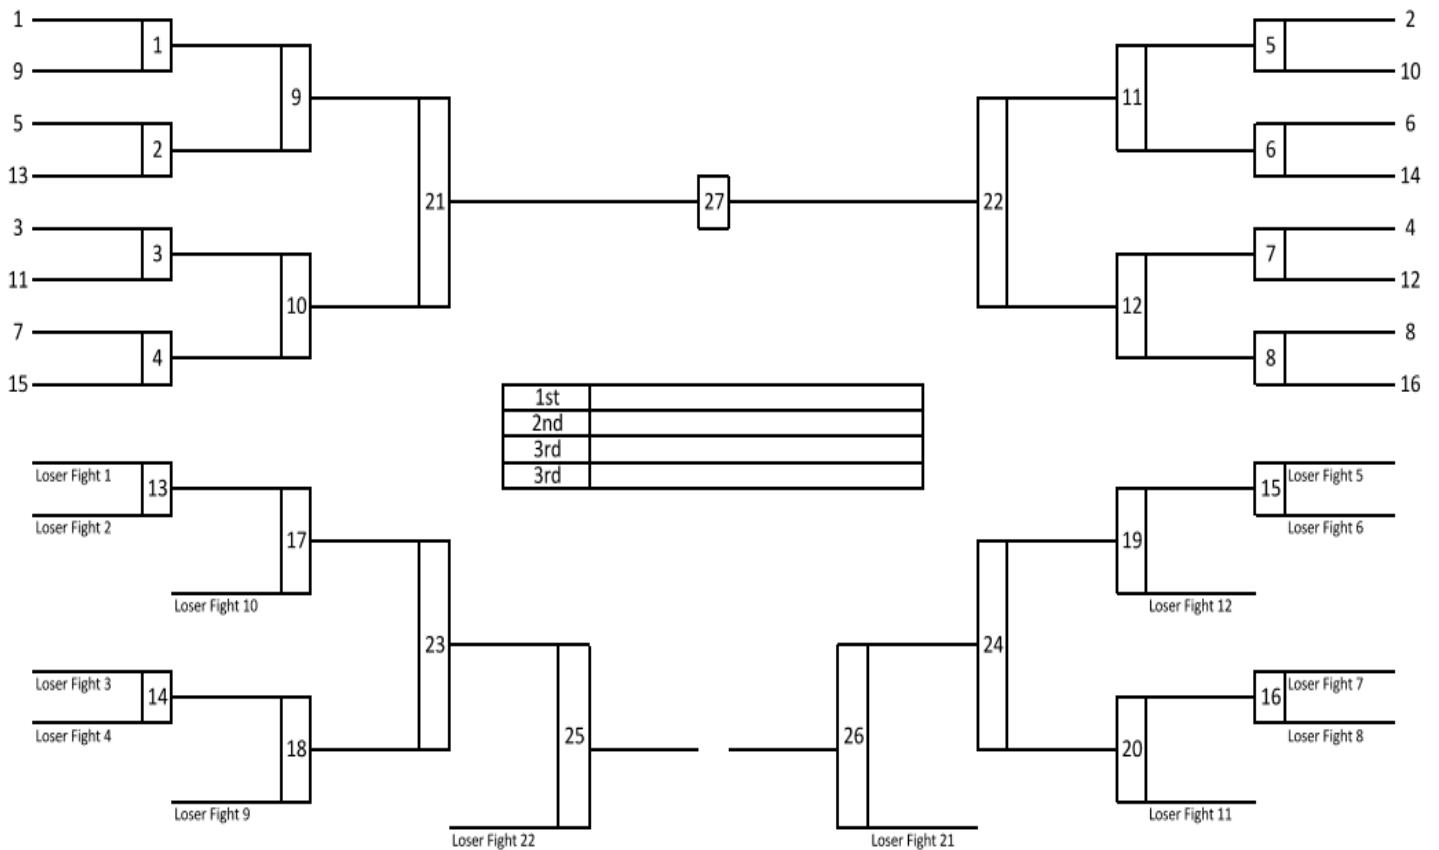 1 2
1 5
9 10
9 11
5 6
2 6
13 14
21 27 22
3 4
3 7
11 12
10 12
7 8
4 8
15 16
1st
2nd
3rd
3rd
Loser Fight 1 Loser Fight 5
13 15
Loser Fight 2 Loser Fight 6
17 19
Loser Fight 10 Loser Fight 12
23 24
Loser Fight 3 Loser Fight 7
14 16
Loser Fight 4 Loser Fight 8
25 26
18 20
Loser Fight 9 Loser Fight 11
Loser Fight 22 Loser Fight 21